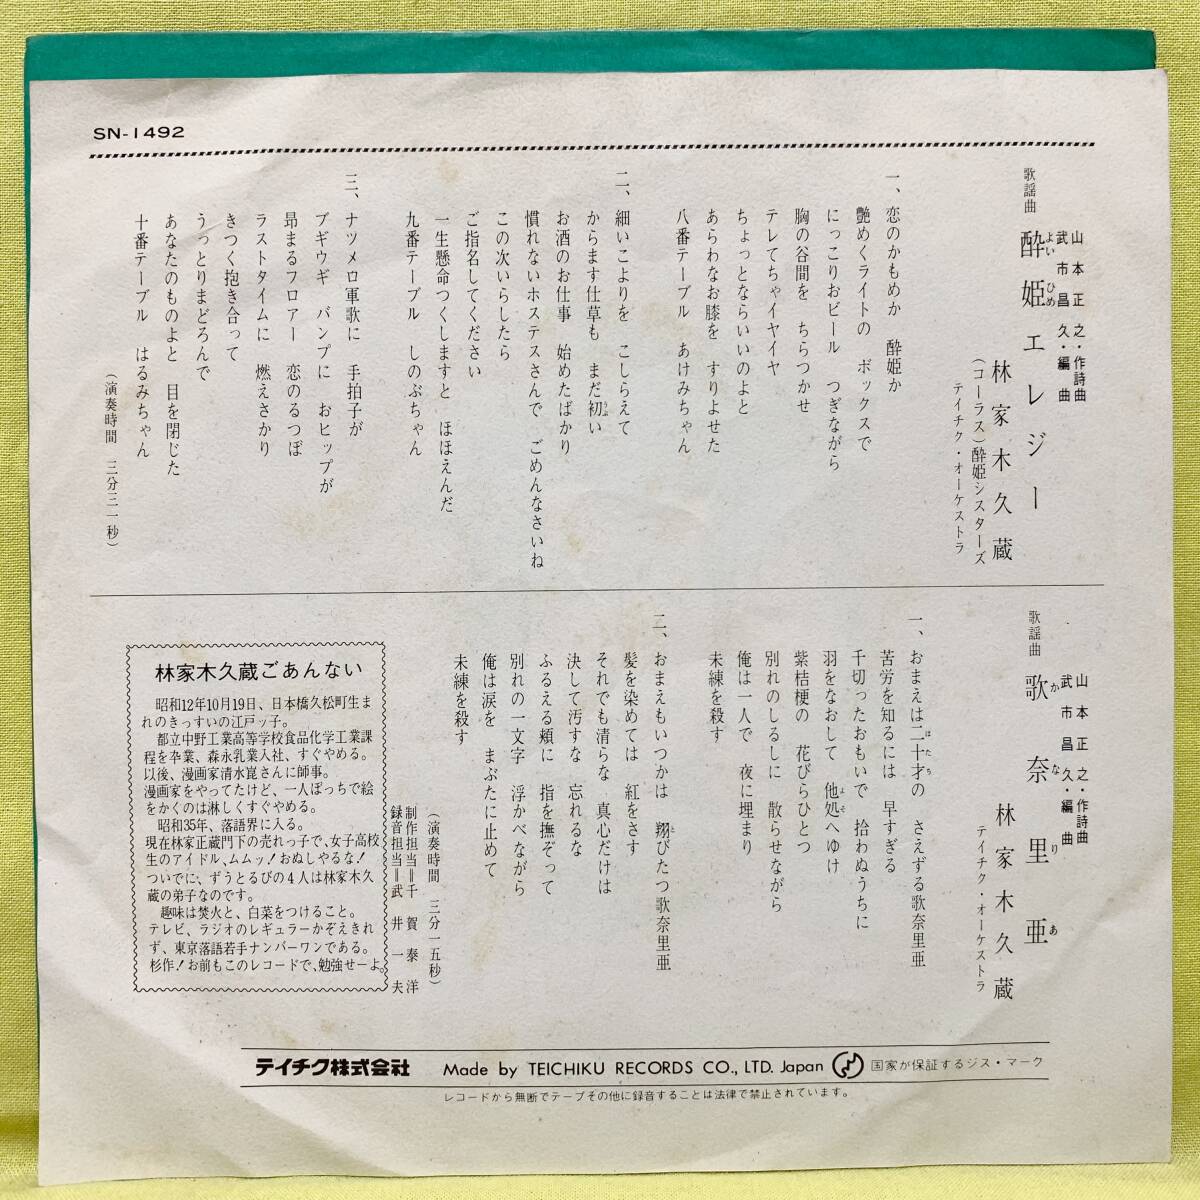 SN-1492
歌謡曲
酔姫エレジー
よいひめ
山本正之・作詩曲
武市昌久・編曲
林家木久蔵
(コーラス)酔姫シスターズ
テイチク・オーケストラ
一、恋のかもめか 酔姫か
艶めくライトの ボックスで
にっこりおビール つぎながら
胸の谷間を ちらつかせ
テレてちゃイヤイヤ
ちょっとならいいのよと
あらわなお膝を すりよせた
八番テーブル あけみちゃん
二、細いこよりを こしらえて
からます仕草も まだ初い
お酒のお仕事 始めたばかり
慣れないホステスさんで ごめんなさいね
この次いらしたら
ご指名してください
一生懸命つくしますと ほほえんだ
九番テーブル しのぶちゃん
三、ナツメロ軍歌に 手拍子が
ブギウギ バンプに おヒップが
昂まるフロアー 恋のるつぼ
ラストタイムに 燃えさかり
きつく抱き合って
うっとりまどろんで
あなたのものよと 目を閉じた
十番テーブル はるみちゃん
(演奏時間 三分三一秒)
歌謡曲
歌奈里亜
かなりあ
山本正之・作詩曲
武市昌久・編曲
林家木久蔵
テイチク・オーケストラ
一、おまえは二十才の さえずる歌奈里亜
はたち
苦労を知るには 早すぎる
千切ったおもいで 拾わぬうちに
羽をなおして 他処へゆけ
よそ
紫桔梗の 花びらひとつ
別れのしるしに 散らせながら
俺は一人で 夜に埋まり
未練を殺す
二、おまえもいつかは 翔びたつ歌奈里亜
と
髪を染めては 紅をさす
それでも清らな 真心だけは
決して汚すな 忘れるな
ふるえる頬に 指を撫ぞって
別れの一文字 浮かべながら
俺は涙を まぶたに止めて
未練を殺す
(演奏時間 三分一五秒)
制作担当=千賀泰洋
録音担当=武井一夫
林家木久蔵ごあんない
昭和12年10月19日、日本橋久松町生ま
れのきっすいの江戸ッ子。
都立中野工業高等学校食品化学工業課
程を卒業、森永乳業入社、すぐやめる。
以後、漫画家清水崑さんに師事。
漫画家をやってたけど、一人ぽっちで絵
をかくのは淋しくすぐやめる。
昭和35年、落語界に入る。
現在林家正蔵門下の売れっ子で、女子高校
生のアイドル、ムムッ!おぬしやるな!
ついでに、ずうとるびの4人は林家木久
蔵の弟子なのです。
趣味は焚火と、白菜をつけること。
テレビ、ラジオのレギュラーかぞえきれ
ず、東京落語若手ナンバーワンである。
杉作!お前もこのレコードで、勉強せーよ。
テイチク株式会社 Made by TEICHIKU RECORDS CO., LTD. Japan 国家が保証するジス・マーク
レコードから無断でテープその他に録音することは法律で禁止されています。